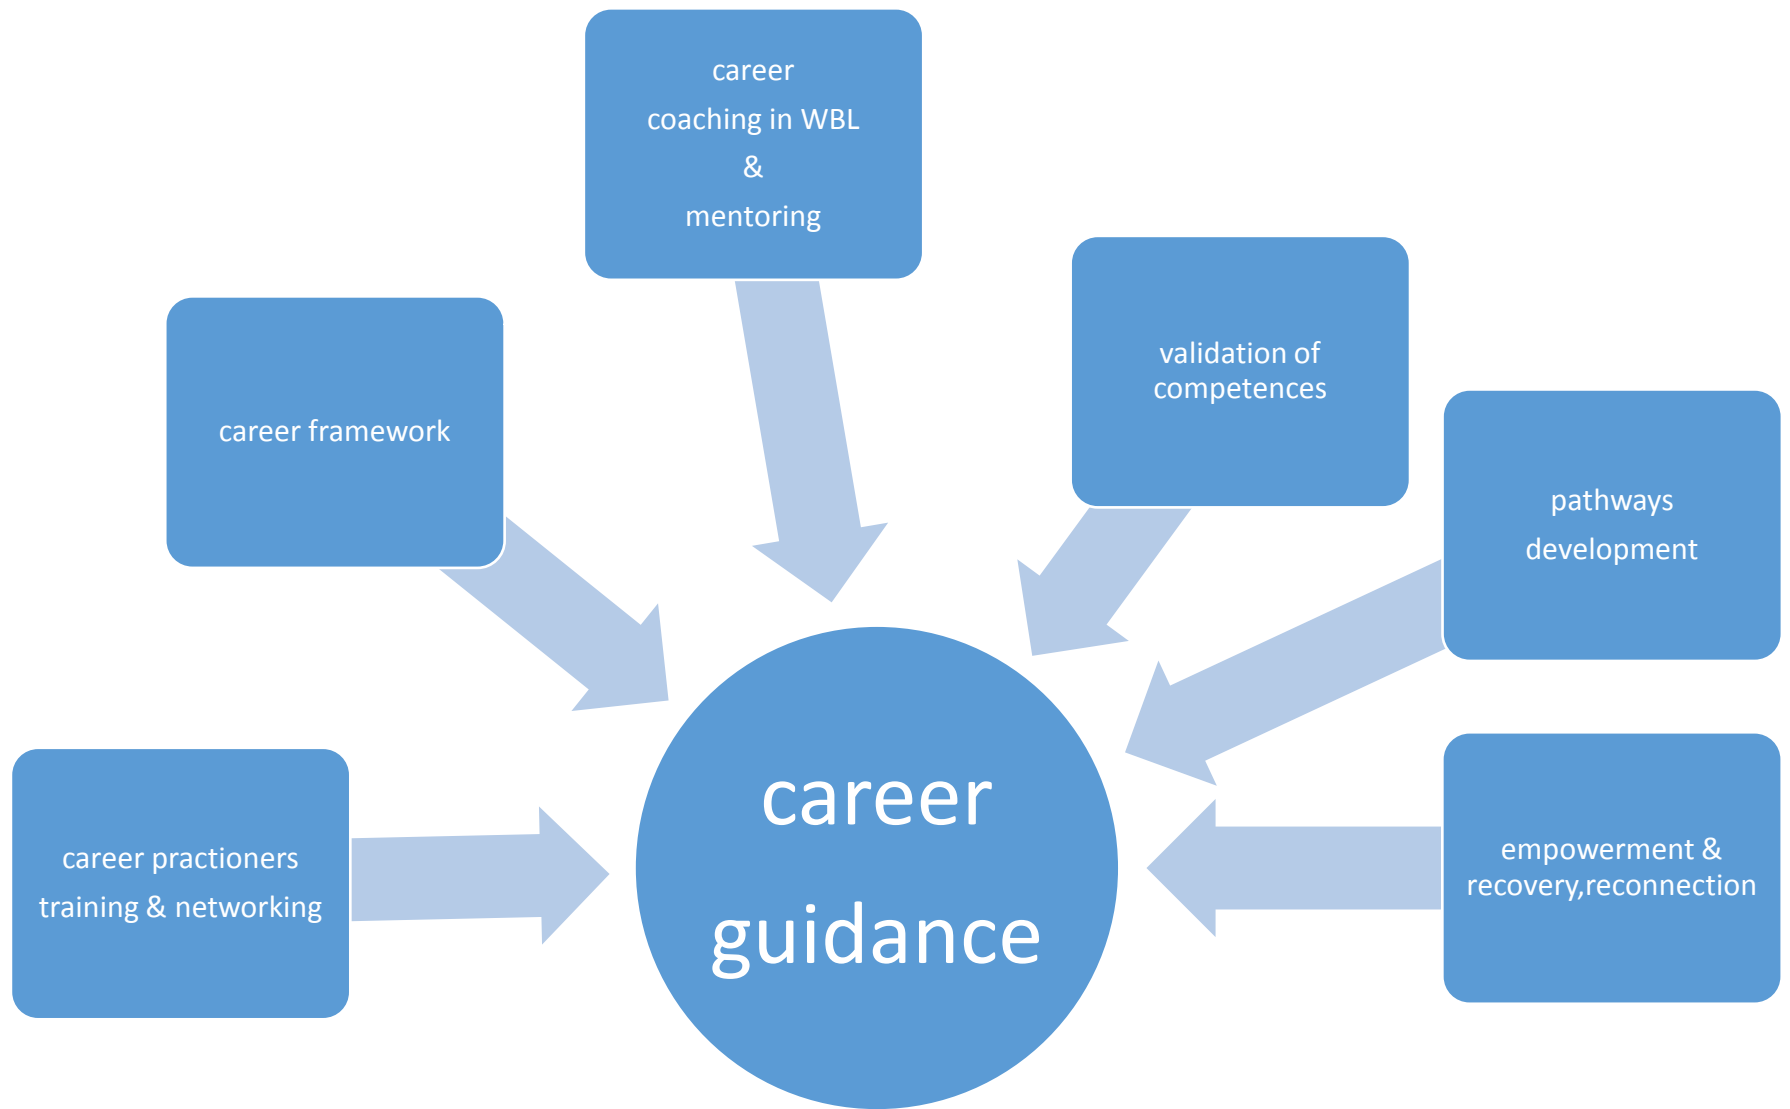 career
coaching in WBL
&
mentoring
validation of
competences
career framework
pathways
development
career practioners
training & networking
career
guidance
empowerment &
recovery,reconnection